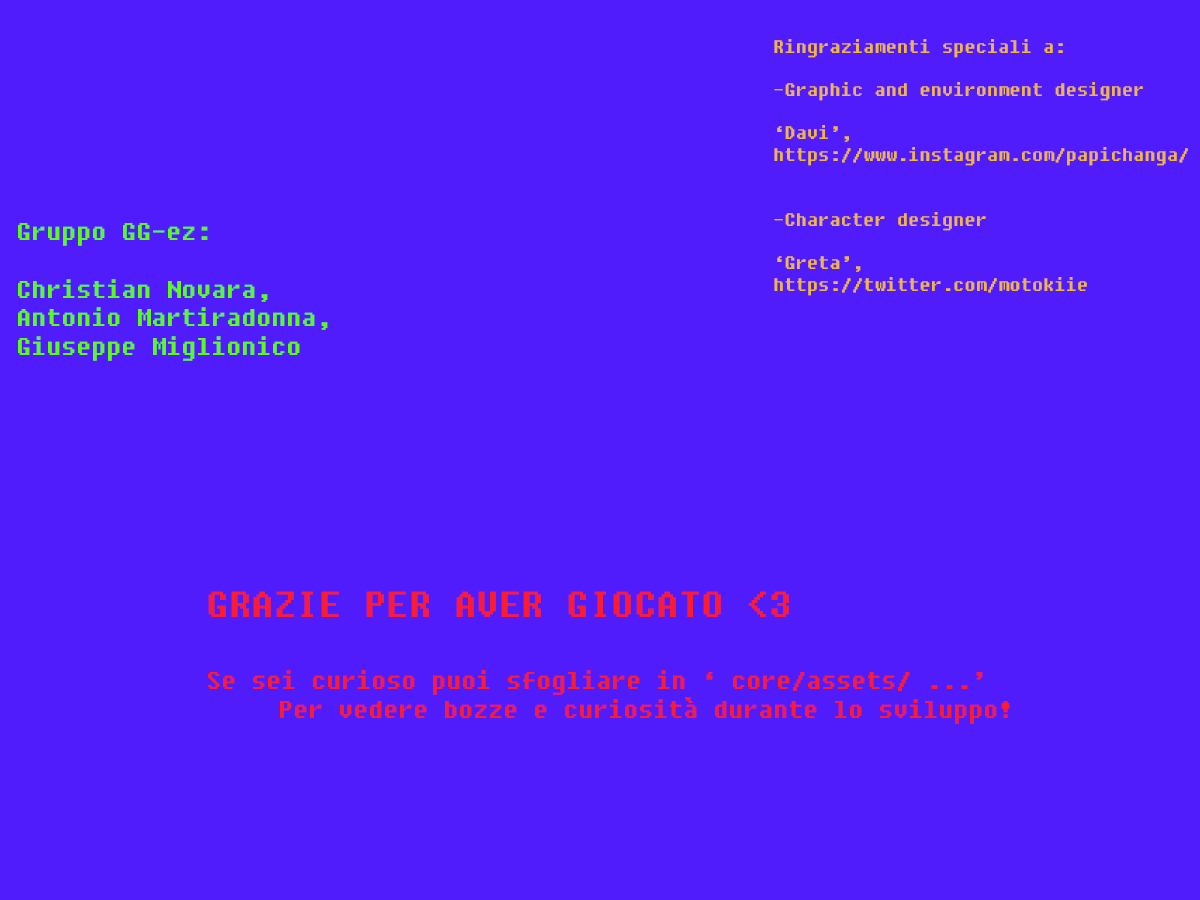 Ringraziamenti speciali a:
-Graphic and environment designer
‘Davi’,
https://www.instagram.com/papichanga/
-Character designer
‘Greta’,
https://twitter.com/motokiie
Gruppo GG-ez:
Christian Novara,
Antonio Martiradonna,
Giuseppe Miglionico
GRAZIE PER AVER GIOCATO <3
Se sei curioso puoi sfogliare in ‘ core/assets/ ...’
Per vedere bozze e curiosità durante lo sviluppo!